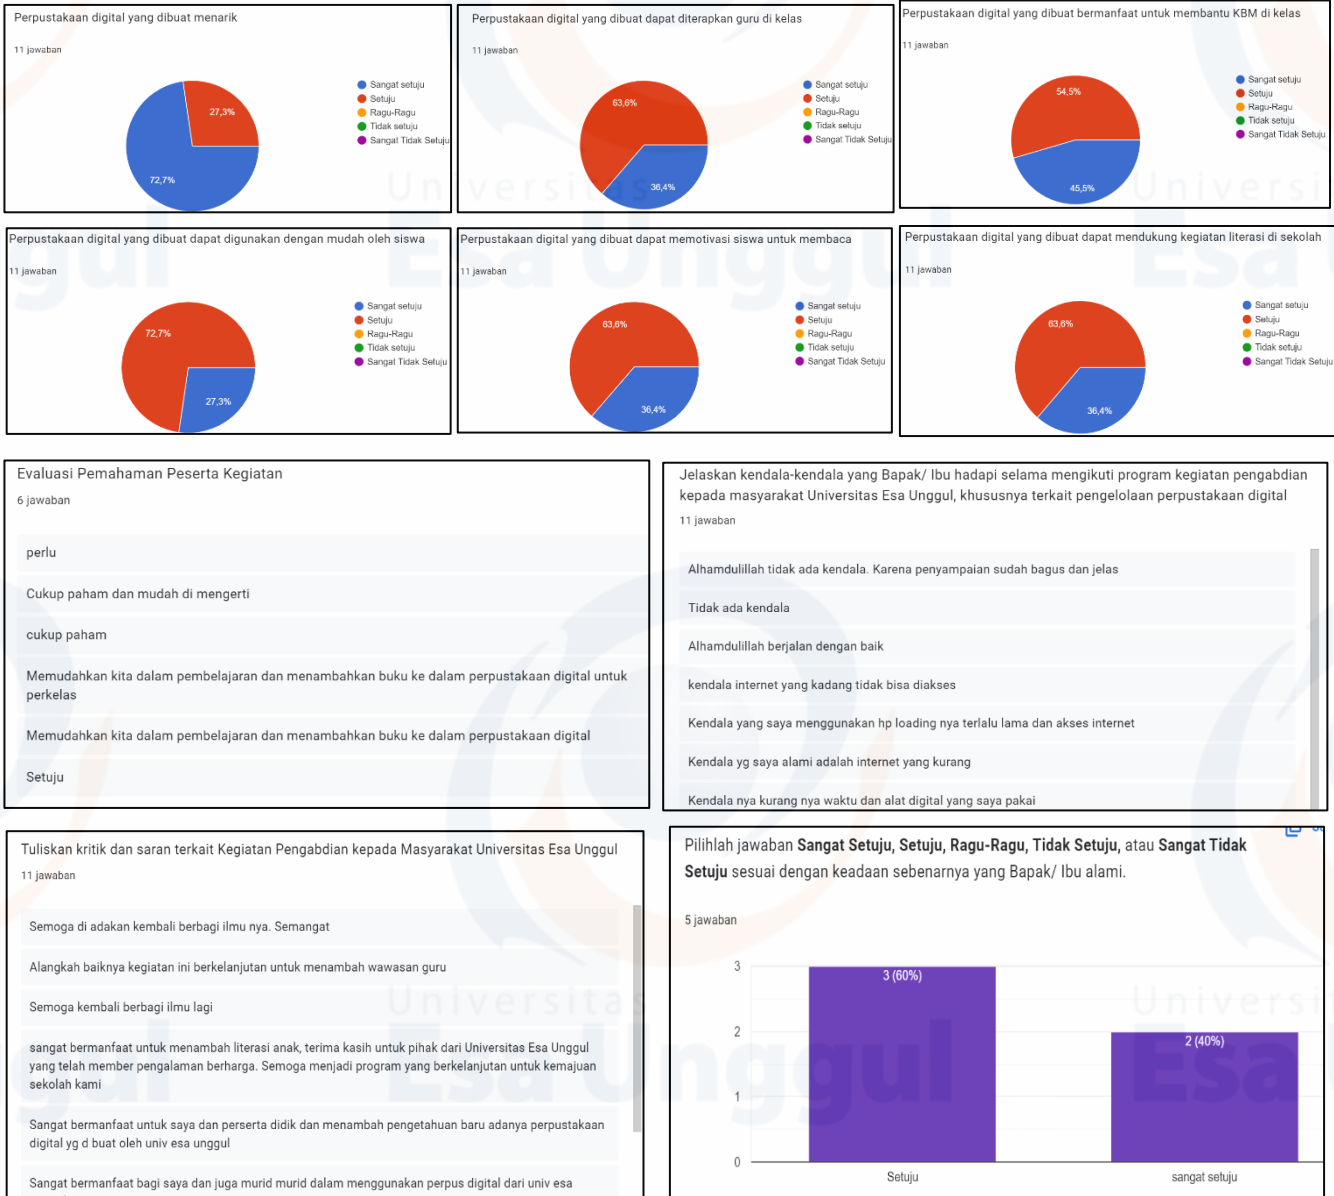 Perpustakaan digital yang dibuat menarik
11 jawaban
Sangat setuju
Setuju
Ragu-Ragu
Tidak setuju
Sangat Tidak Setuju
27,3%
72,7%
Perpustakaan digital yang dibuat dapat diterapkan guru di kelas
11 jawaban
Sangat setuju
Setuju
Ragu-Ragu
Tidak setuju
Sangat Tidak Setuju
63,6%
36,4%
Perpustakaan digital yang dibuat bermanfaat untuk membantu KBM di kelas
11 jawaban
Sangat setuju
Setuju
Ragu-Ragu
Tidak setuju
Sangat Tidak Setuju
54,5%
45,5%
Perpustakaan digital yang dibuat dapat digunakan dengan mudah oleh siswa
11 jawaban
Sangat setuju
Setuju
Ragu-Ragu
Tidak setuju
Sangat Tidak Setuju
72,7%
27,3%
Perpustakaan digital yang dibuat dapat memotivasi siswa untuk membaca
11 jawaban
Sangat setuju
Setuju
Ragu-Ragu
Tidak setuju
Sangat Tidak Setuju
63,6%
36,4%
Perpustakaan digital yang dibuat dapat mendukung kegiatan literasi di sekolah
11 jawaban
Sangat setuju
Setuju
Ragu-Ragu
Tidak setuju
Sangat Tidak Setuju
63,6%
36,4%
Evaluasi Pemahaman Peserta Kegiatan
6 jawaban
perlu
Cukup paham dan mudah di mengerti
cukup paham
Memudahkan kita dalam pembelajaran dan menambahkan buku ke dalam perpustakaan digital untuk
perkelas
Memudahkan kita dalam pembelajaran dan menambahkan buku ke dalam perpustakaan digital
Setuju
Jelaskan kendala-kendala yang Bapak/ Ibu hadapi selama mengikuti program kegiatan pengabdian
kepada masyarakat Universitas Esa Unggul, khususnya terkait pengelolaan perpustakaan digital
11 jawaban
Alhamdulillah tidak ada kendala. Karena penyampaian sudah bagus dan jelas
Tidak ada kendala
Alhamdulillah berjalan dengan baik
kendala internet yang kadang tidak bisa diakses
Kendala yang saya menggunakan hp loading nya terlalu lama dan akses internet
Kendala yg saya alami adalah internet yang kurang
Kendala nya kurang nya waktu dan alat digital yang saya pakai
Tuliskan kritik dan saran terkait Kegiatan Pengabdian kepada Masyarakat Universitas Esa Unggul
11 jawaban
Semoga di adakan kembali berbagi ilmu nya. Semangat
Alangkah baiknya kegiatan ini berkelanjutan untuk menambah wawasan guru
Semoga kembali berbagi ilmu lagi
sangat bermanfaat untuk menambah literasi anak, terima kasih untuk pihak dari Universitas Esa Unggul
yang telah member pengalaman berharga. Semoga menjadi program yang berkelanjutan untuk kemajuan
sekolah kami
Sangat bermanfaat untuk saya dan perserta didik dan menambah pengetahuan baru adanya perpustakaan
digital yg d buat oleh univ esa unggul
Sangat bermanfaat bagi saya dan juga murid murid dalam menggunakan perpus digital dari univ esa
Pilihlah jawaban Sangat Setuju, Setuju, Ragu-Ragu, Tidak Setuju, atau Sangat Tidak
Setuju sesuai dengan keadaan sebenarnya yang Bapak/ Ibu alami.
5 jawaban
3
2
1
0
3 (60%)
2 (40%)
Setuju
sangat setuju
Universitas
Esa Unggul